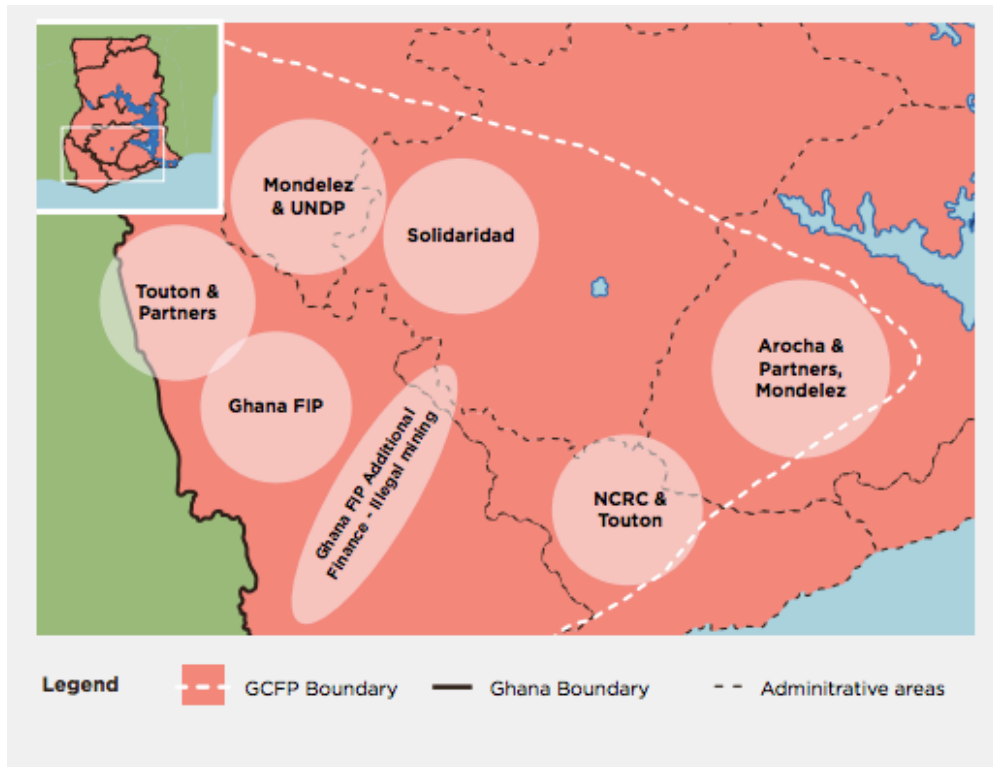 Mondelez
& UNDP
Solidaridad
Touton &
Partners
Arocha &
Partners,
Mondelez
Ghana FIP
Ghana FIP Additional
Finance - Illegal mining
NCRC &
Touton
Legend
GCFP Boundary
Ghana Boundary
Adminitrative areas